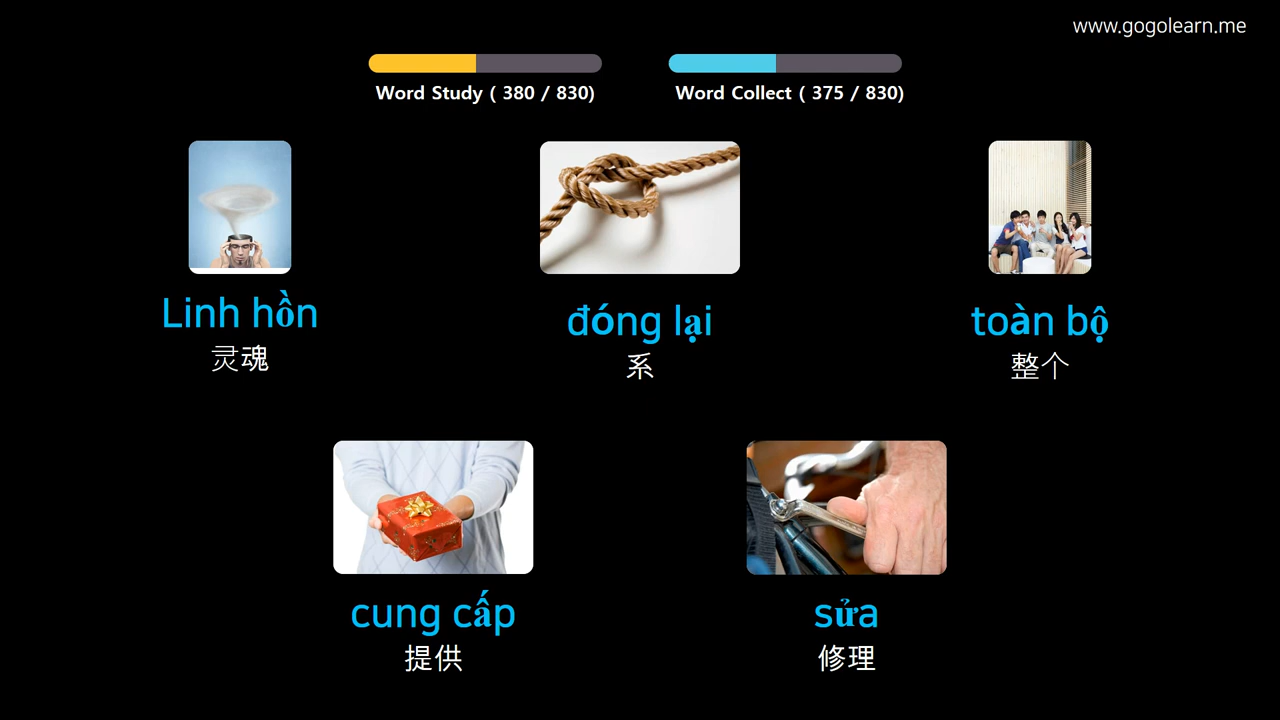 www.gogolearn.me
Word Study ( 380 / 830)
Word Collect ( 375 / 830)
Linh hồn
灵魂
đóng lại
系
toàn bộ
整个
cung cấp
提供
sửa
修理